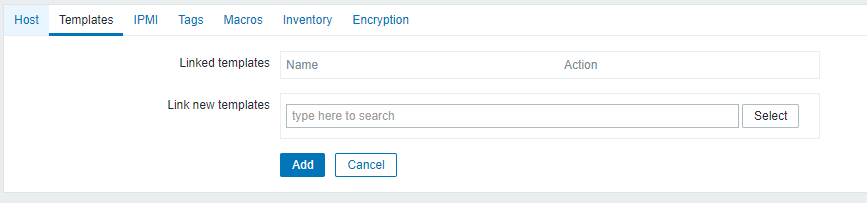 Host Templates IPMI Tags Macros Inventory Encryption
Linked templates Name Action
Link new templates type here to search Select
Add Cancel